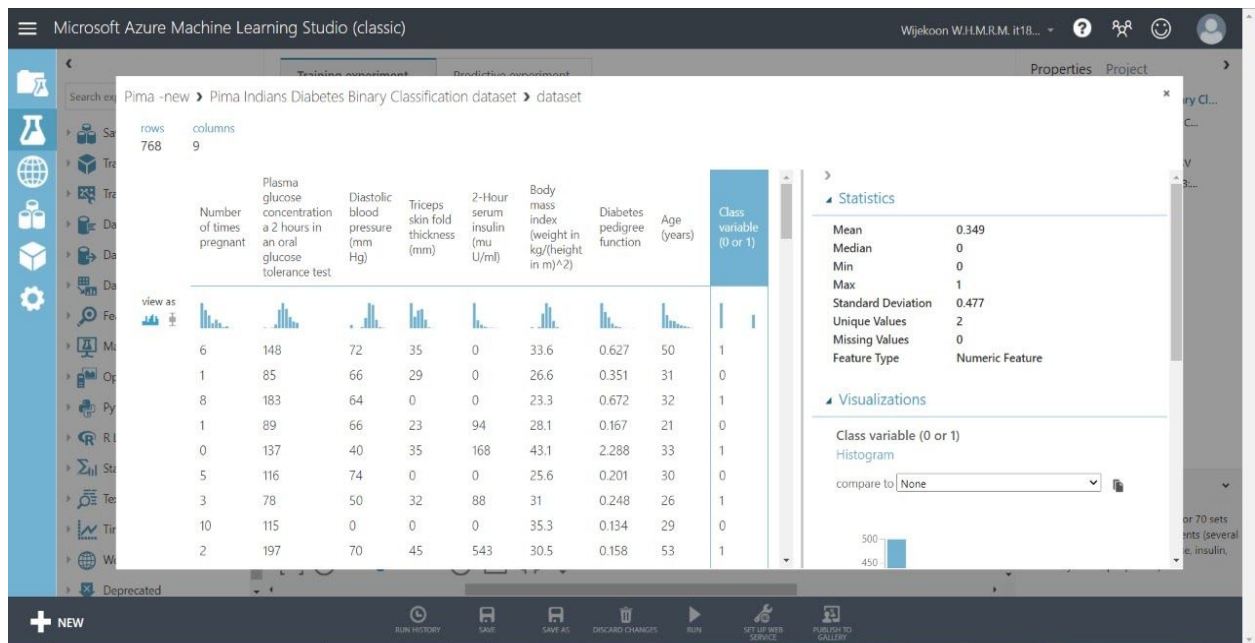 Microsoft Azure Machine Learning Studio (classic)
Wijekoon W.H.M.R.M. it18...
Training experiment
Predictive experiment
Properties Project
Search
Pima -new > Pima Indians Diabetes Binary Classification dataset > dataset
rows
columns
768
9
Number
of times
pregnant
Plasma
glucose
concentration
a 2 hours in
an oral
glucose
tolerance test
Diastolic
blood
pressure
(mm
Hg)
Triceps
skin fold
thickness
(mm)
2-Hour
serum
insulin
(mu
U/ml)
Body
mass
index
(weight in
kg/(height
in m)^2)
Diabetes
pedigree
function
Age
(years)
Class
variable
(0 or 1)
view as
6 148 72 35 0 33.6 0.627 50 1
1 85 66 29 0 26.6 0.351 31 0
8 183 64 0 0 23.3 0.672 32 1
1 89 66 23 94 28.1 0.167 21 0
0 137 40 35 168 43.1 2.288 33 1
5 116 74 0 0 25.6 0.201 30 0
3 78 50 32 88 31 0.248 26 1
10 115 0 0 0 35.3 0.134 29 0
2 197 70 45 543 30.5 0.158 53 1
Statistics
Mean 0.349
Median 0
Min 0
Max 1
Standard Deviation 0.477
Unique Values 2
Missing Values 0
Feature Type Numeric Feature
Visualizations
Class variable (0 or 1)
Histogram
compare to None
500
450
ry Cl...
or 70 sets
ents (several
e, insulin,
Deprecated
NEW
RUN HISTORY
SAVE
SAVE AS
DISCARD CHANGES
RUN
SET UP WEB
SERVICE
PUBLISH TO
GALLERY